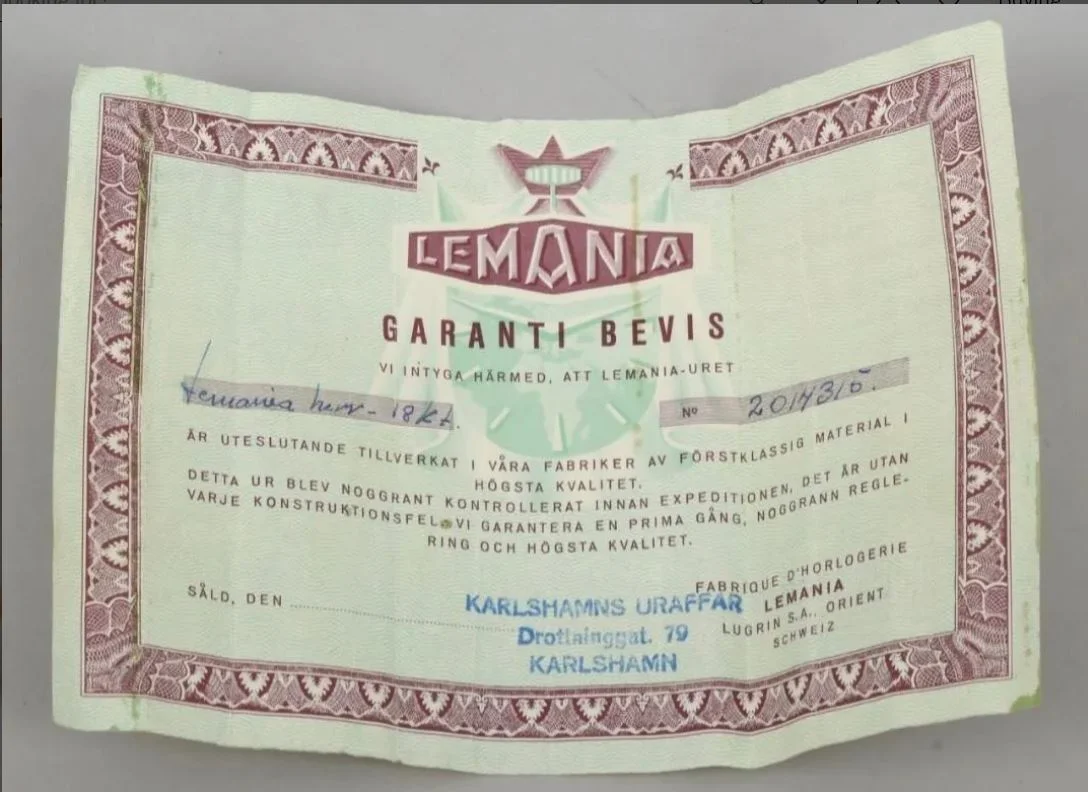 LEMANIA
GARANTI BEVIS
VI INTYGA HÄRMED, ATT LEMANIA-URET
Lemania herr - 18 kt. No 2014315.
ÄR UTESLUTANDE TILLVERKAT I VÅRA FABRIKER AV FÖRSTKLASSIG MATERIAL I
HÖGSTA KVALITET.
DETTA UR BLEV NOGGRANT KONTROLLERAT INNAN EXPEDITIONEN, DET ÄR UTAN
VARJE KONSTRUKTIONSFEL. VI GARANTERA EN PRIMA GÅNG, NOGGRANN REGLE-
RING OCH HÖGSTA KVALITET.
SÅLD, DEN
KARLSHAMNS URAFFÄR
Drottninggat. 79
KARLSHAMN
FABRIQUE D'HORLOGERIE
LEMANIA
LUGRIN S.A., ORIENT
SCHWEIZ